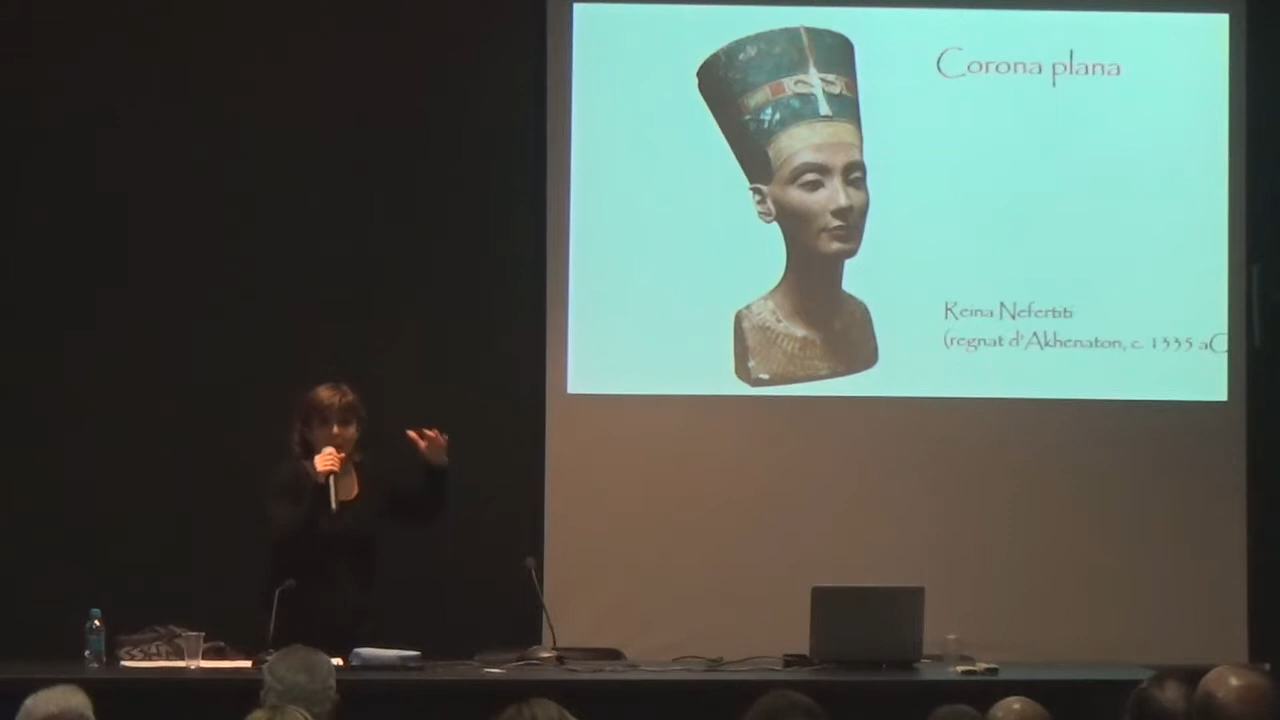 Corona plana
Reina Nefertiti
(regnat d'Akhenaton, c. 1335 aC